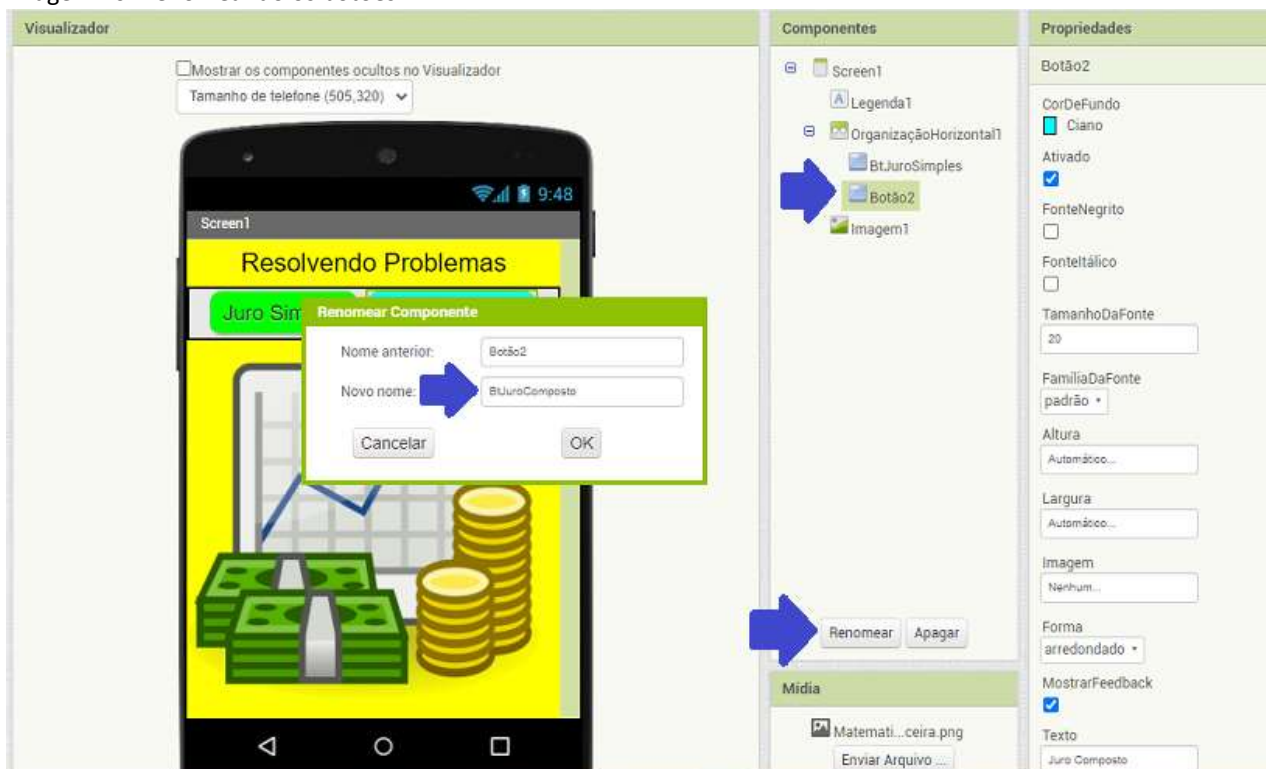 Visualizador
Mostrar os componentes ocultos no Visualizador
Tamanho de telefone (505,320)
9:48
Screen1
Resolvendo Problemas
Juro Sim
Renomear Componente
Nome anterior:
Botão2
Novo nome:
BtJuroComposto
Cancelar
OK
Componentes
Screen1
Legenda1
OrganizaçãoHorizontal1
BtJuroSimples
Botão2
Imagem1
Renomear
Apagar
Mídia
Matemati...ceira.png
Enviar Arquivo ...
Propriedades
Botão2
CorDeFundo
Ciano
Ativado
FonteNegrito
FonteItálico
TamanhoDaFonte
20
FamíliaDaFonte
padrão
Altura
Automático...
Largura
Automático...
Imagem
Nenhum...
Forma
arredondado
MostrarFeedback
Texto
Juro Composto